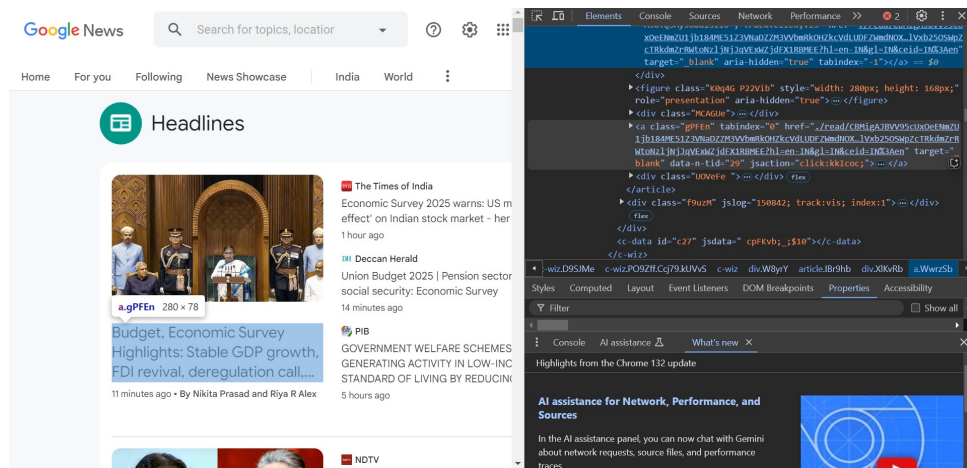 Google News
Search for topics, locatior
Home For you Following News Showcase India World
Headlines
a.gPFEn 280 × 78
Budget, Economic Survey
Highlights: Stable GDP growth,
FDI revival, deregulation call,...
11 minutes ago • By Nikita Prasad and Riya R Alex
The Times of India
Economic Survey 2025 warns: US m
effect' on Indian stock market - her
1 hour ago
Deccan Herald
Union Budget 2025 | Pension sector
social security: Economic Survey
14 minutes ago
PIB
GOVERNMENT WELFARE SCHEMES
GENERATING ACTIVITY IN LOW-INC
STANDARD OF LIVING BY REDUCING
5 hours ago
NDTV
Elements Console Sources Network Performance 2
target="_blank" aria-hidden="true" tabindex="-1"></a> == $0
</div>
<figure class="K0q4G P22Vib" style="width: 280px; height: 168px;"
role="presentation" aria-hidden="true">…</figure>
<div class="MCAGUe">…</div>
<a class="gPFEn" tabindex="0" href="
target="_
blank" data-n-tid="29" jsaction="click:kkIcoc;">…</a>
<div class="UOVeFe ">…</div> flex
</article>
<div class="f9uzM" jslog="150842; track:vis; index:1">…</div>
flex
</div>
<c-data id="c27" jsdata=" cpFKvb;_;$10"></c-data>
</c-wiz>
-wiz.D9SJMe c-wiz.PO9Zff.Ccj79.kUVvS c-wiz div.W8yrY article.IBr9hb div.XlKvRb a.WwrzSb
Styles Computed Layout Event Listeners DOM Breakpoints Properties Accessibility
Filter Show all
Console AI assistance What's new
Highlights from the Chrome 132 update
AI assistance for Network, Performance, and
Sources
In the AI assistance panel, you can now chat with Gemini
about network requests, source files, and performance
traces